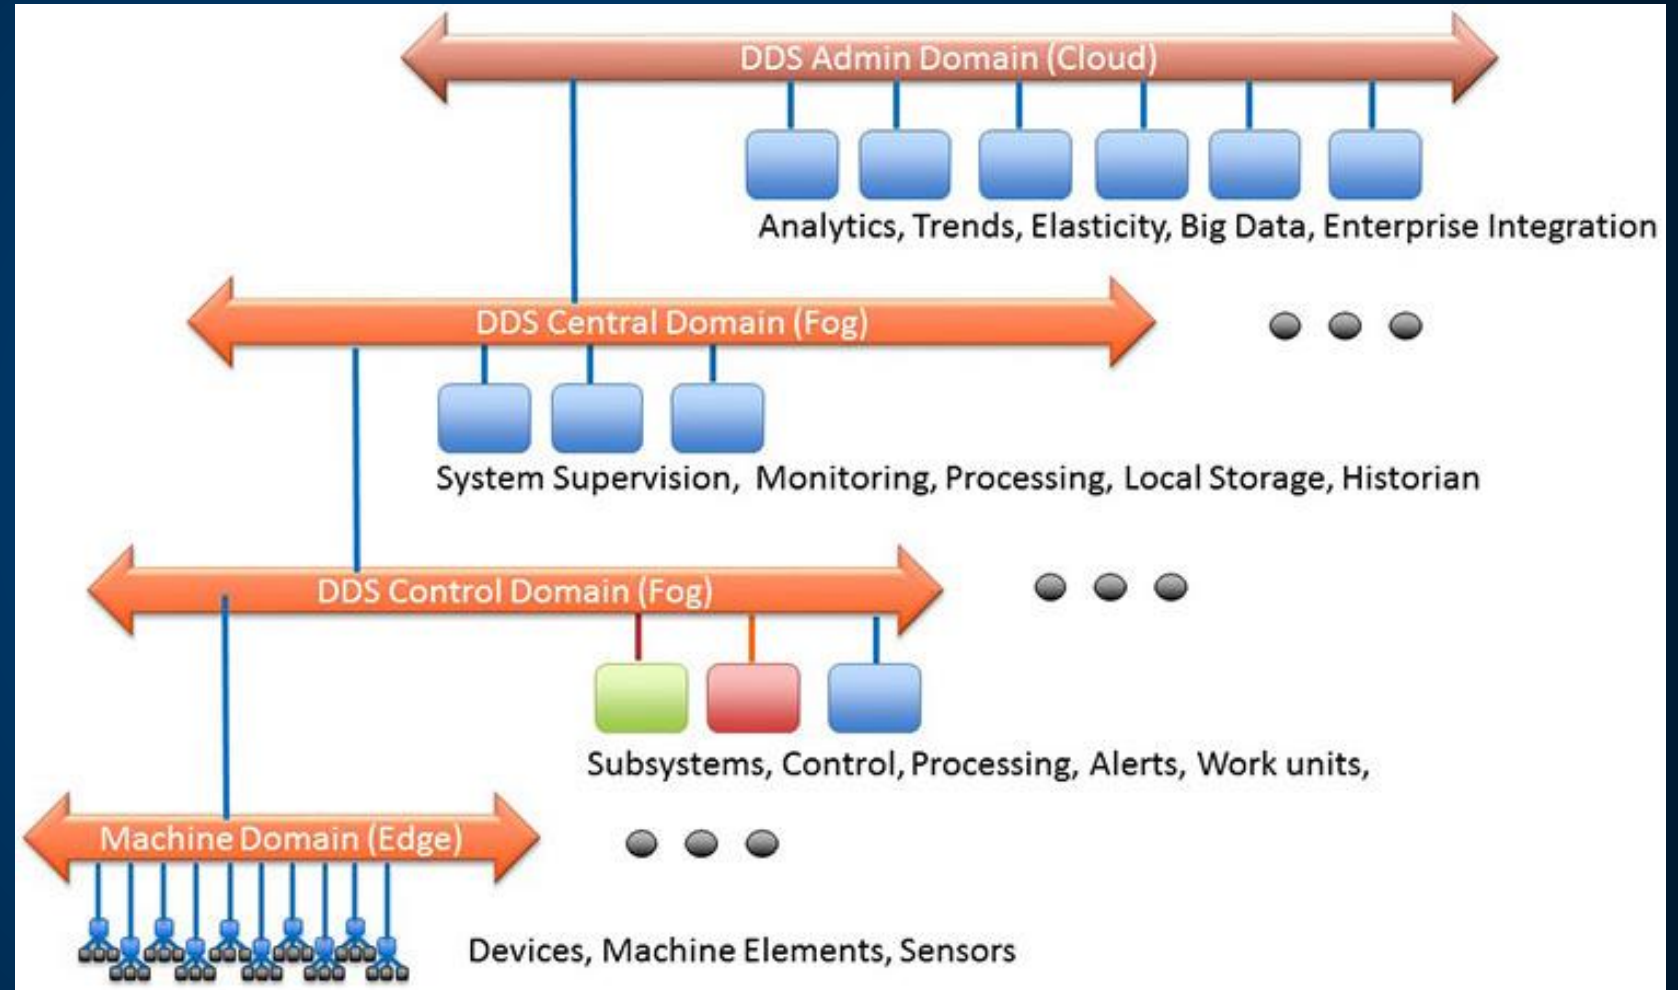 DDS Admin Domain (Cloud)
Analytics, Trends, Elasticity, Big Data, Enterprise Integration
DDS Central Domain (Fog)
System Supervision, Monitoring, Processing, Local Storage, Historian
DDS Control Domain (Fog)
Subsystems, Control, Processing, Alerts, Work units,
Machine Domain (Edge)
Devices, Machine Elements, Sensors